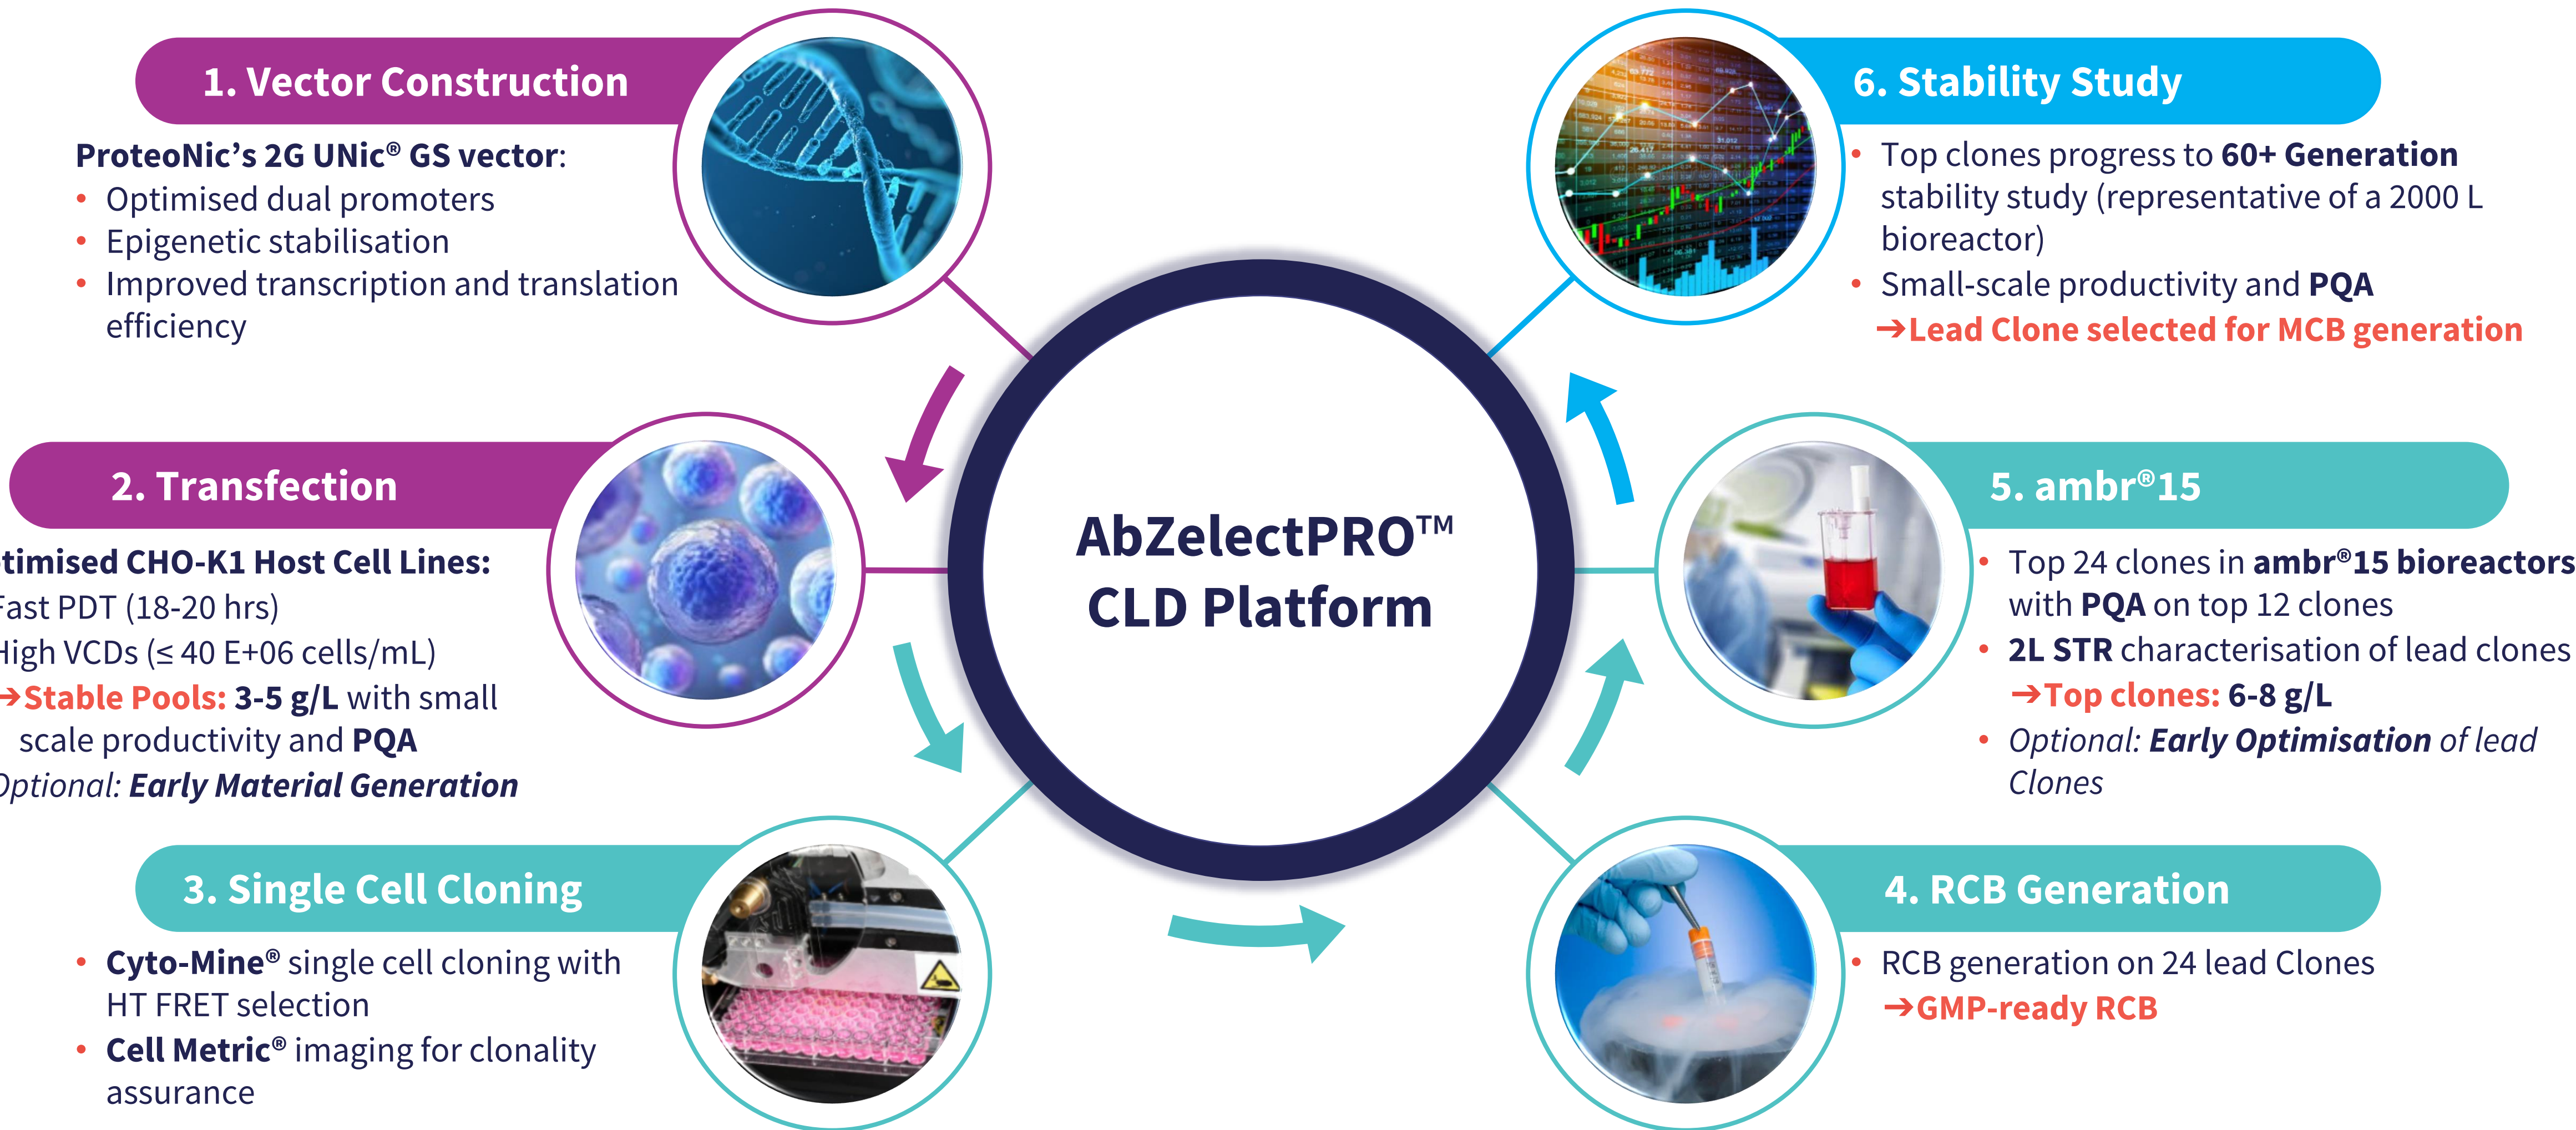 1. Vector Construction
ProteoNic’s 2G UNic® GS vector:
• Optimised dual promoters
• Epigenetic stabilisation
• Improved transcription and translation
efficiency
2. Transfection
timised CHO-K1 Host Cell Lines:
Fast PDT (18-20 hrs)
High VCDs (≤ 40 E+06 cells/mL)
➔Stable Pools: 3-5 g/L with small
scale productivity and PQA
Optional: Early Material Generation
3. Single Cell Cloning
• Cyto-Mine® single cell cloning with
HT FRET selection
• Cell Metric® imaging for clonality
assurance
AbZelectPRO™
CLD Platform
4. RCB Generation
• RCB generation on 24 lead Clones
➔GMP-ready RCB
5. ambr®15
• Top 24 clones in ambr®15 bioreactors
with PQA on top 12 clones
• 2L STR characterisation of lead clones
➔Top clones: 6-8 g/L
• Optional: Early Optimisation of lead
Clones
6. Stability Study
• Top clones progress to 60+ Generation
stability study (representative of a 2000 L
bioreactor)
• Small-scale productivity and PQA
➔Lead Clone selected for MCB generation